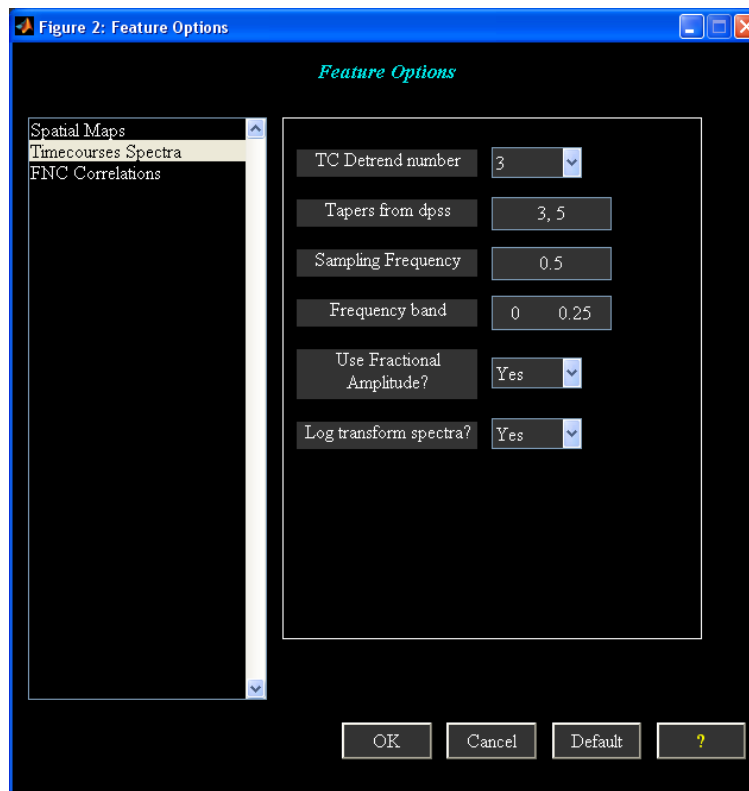 Figure 2: Feature Options
Feature Options
Spatial Maps
Timecourses Spectra
FNC Correlations
TC Detrend number
3
Tapers from dpss
3, 5
Sampling Frequency
0.5
Frequency band
0 0.25
Use Fractional
Amplitude?
Yes
Log transform spectra?
Yes
OK
Cancel
Default
?